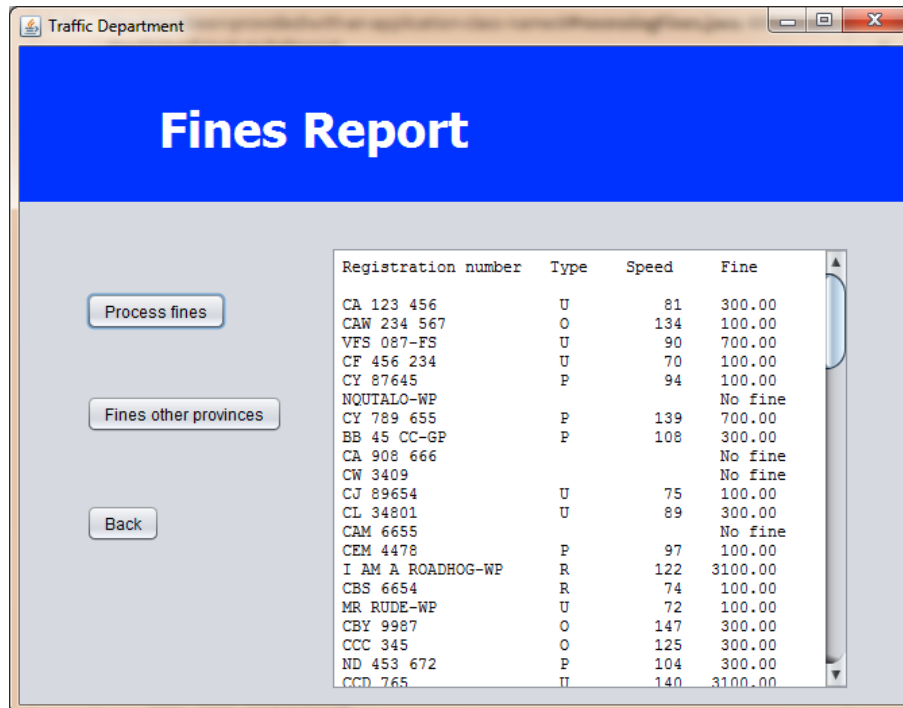 Traffic Department
Fines Report
Process fines
Fines other provinces
Back
Registration number Type Speed Fine
CA 123 456 U 81 300.00
CAW 234 567 O 134 100.00
VFS 087-FS U 90 700.00
CF 456 234 U 70 100.00
CY 87645 P 94 100.00
NQUTALO-WP No fine
CY 789 655 P 139 700.00
BB 45 CC-GP P 108 300.00
CA 908 666 No fine
CW 3409 No fine
CJ 89654 U 75 100.00
CL 34801 U 89 300.00
CAM 6655 No fine
CEM 4478 P 97 100.00
I AM A ROADHOG-WP R 122 3100.00
CBS 6654 R 74 100.00
MR RUDE-WP U 72 100.00
CBY 9987 O 147 300.00
CCC 345 O 125 300.00
ND 453 672 P 104 300.00
CCD 765 U 140 3100.00